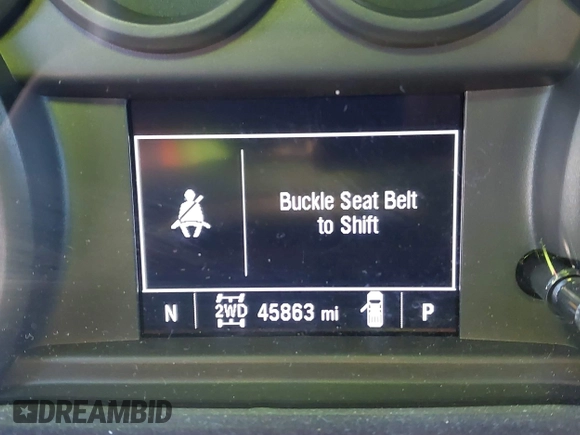 Buckle Seat Belt
to Shift
N 2WD 45863 mi P
DREAMBID